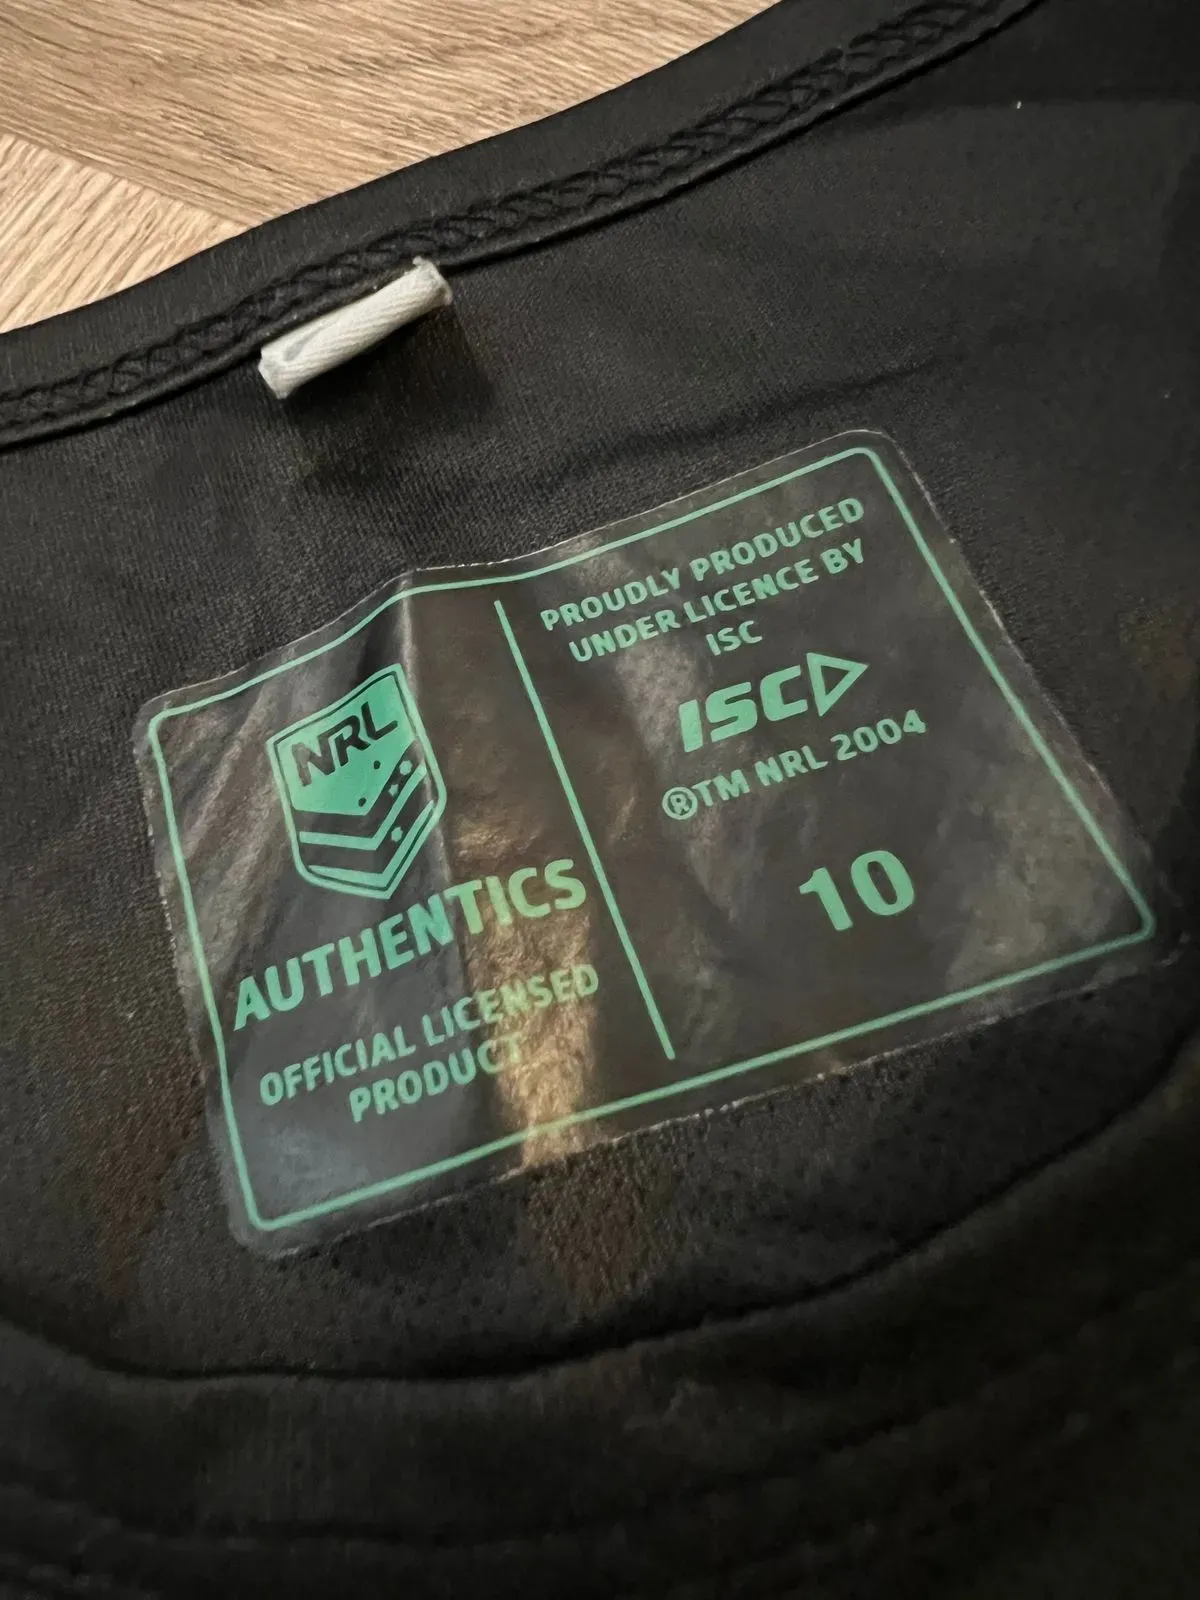 NRL
AUTHENTICS
OFFICIAL LICENSED
PRODUCT
PROUDLY PRODUCED
UNDER LICENCE BY
ISC
ISC
®TM NRL 2004
10